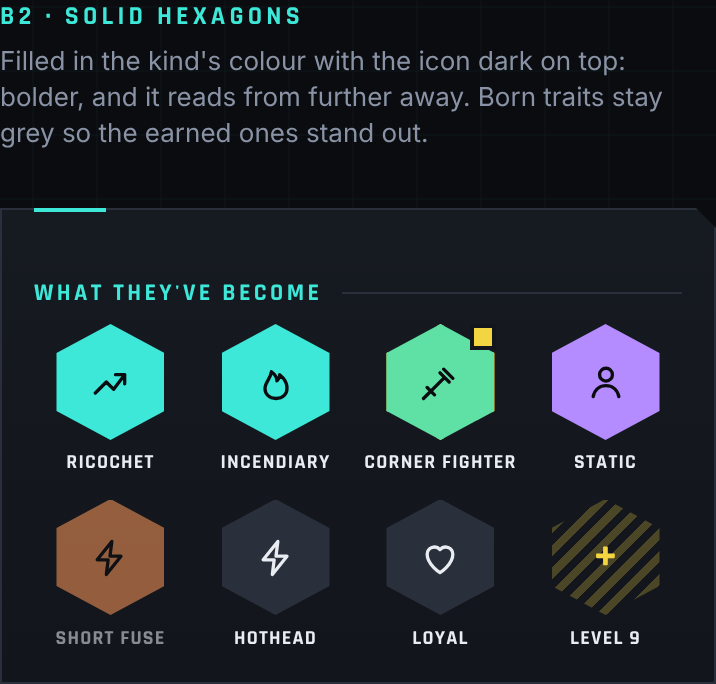 B2 · SOLID HEXAGONS
Filled in the kind's colour with the icon dark on top:
bolder, and it reads from further away. Born traits stay
grey so the earned ones stand out.
WHAT THEY'VE BECOME
RICOCHET INCENDIARY CORNER FIGHTER STATIC
SHORT FUSE HOTHEAD LOYAL LEVEL 9